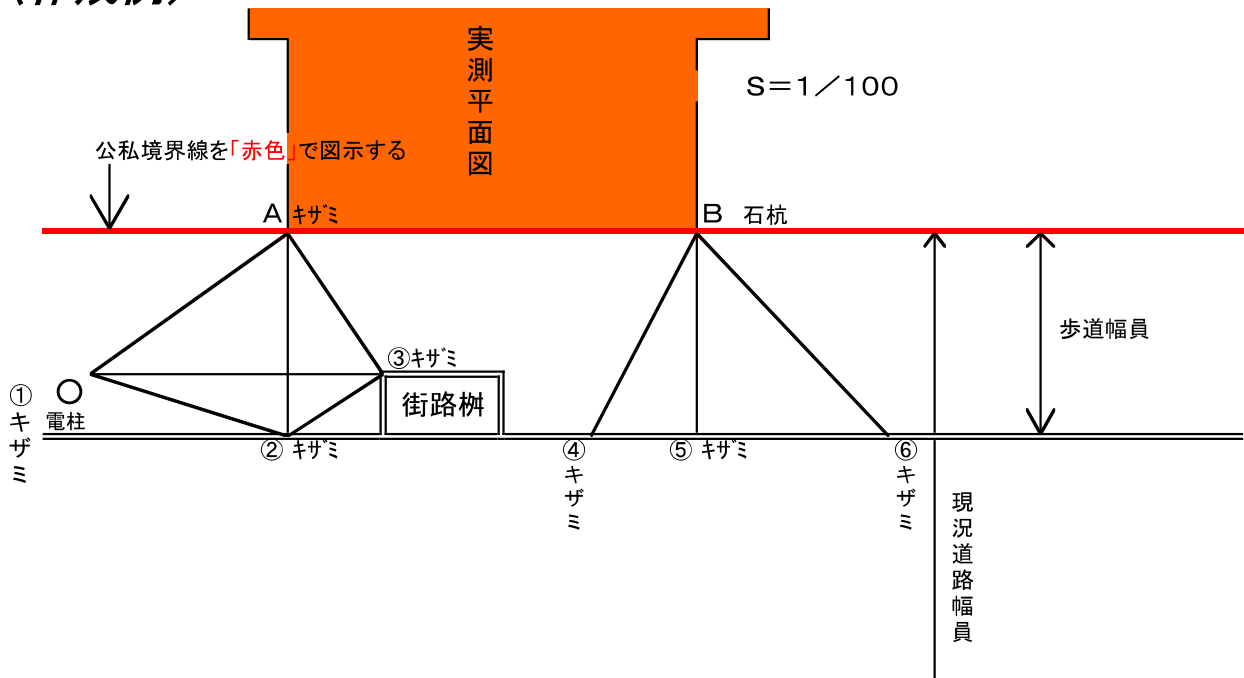 実測平面図
S=1／100
公私境界線を「赤色」で図示する
A ｷｻﾞﾐ
B 石杭
歩道幅員
③ｷｻﾞﾐ
①キザミ
電柱
街路桝
② ｷｻﾞﾐ
④キザミ
⑤ ｷｻﾞﾐ
⑥キザミ
現況道路幅員